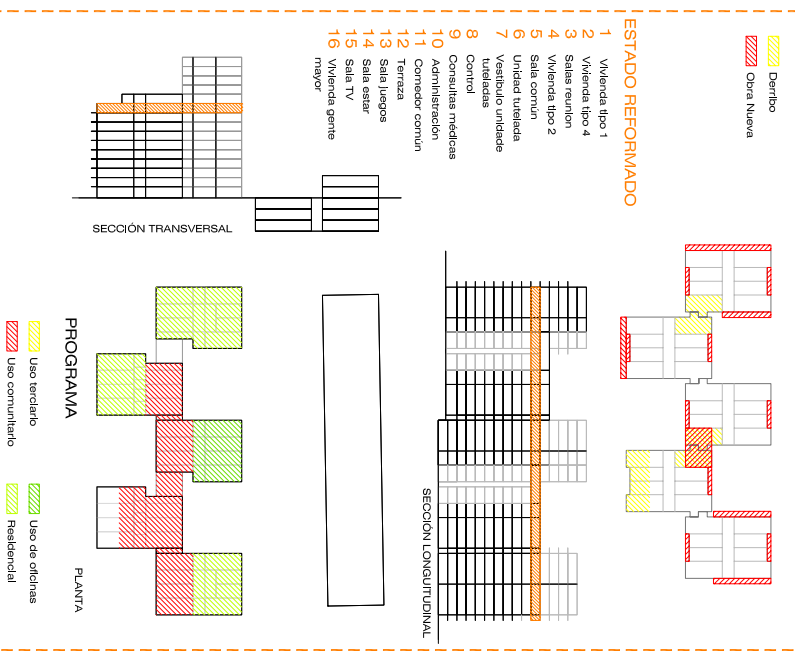 Derribo
Obra Nueva
ESTADO REFORMADO
1 Vivienda tipo 1
2 Vivienda tipo 4
3 Salas reunion
4 Vivienda tipo 2
5 Sala común
6 Unidad tutelada
7 Vestíbulo unidade
tuteladas
8 Control
9 Consultas médicas
10 Administración
11 Comedor común
12 Terraza
13 Sala juegos
14 Sala estar
15 Sala TV
16 Vivienda gente
mayor
SECCIÓN TRANSVERSAL
SECCIÓN LONGUITUDINAL
PROGRAMA
Uso terciario
Uso comunitario
Uso de oficinas
Residencial
PLANTA